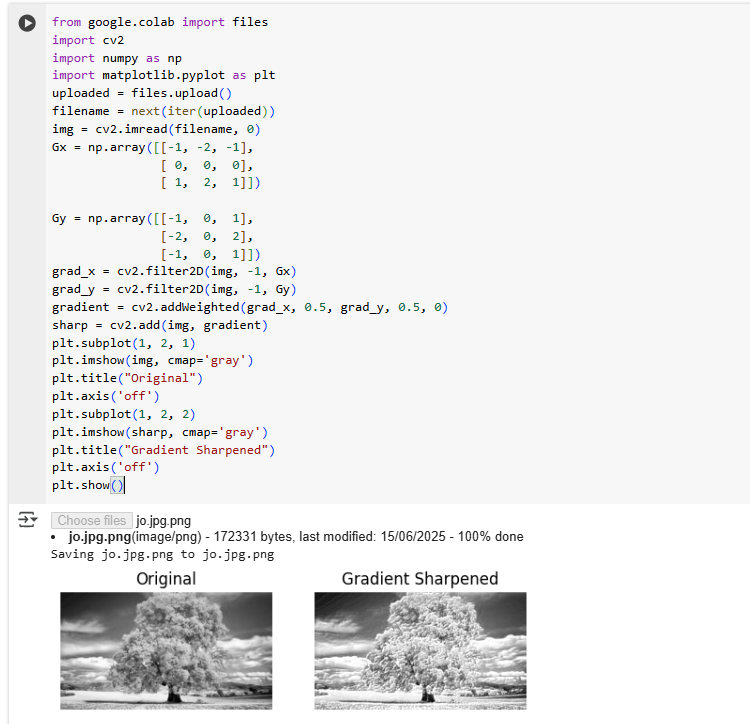 from google.colab import files
import cv2
import numpy as np
import matplotlib.pyplot as plt
uploaded = files.upload()
filename = next(iter(uploaded))
img = cv2.imread(filename, 0)
Gx = np.array([[-1, -2, -1],
               [ 0,  0,  0],
               [ 1,  2,  1]])

Gy = np.array([[-1,  0,  1],
               [-2,  0,  2],
               [-1,  0,  1]])
grad_x = cv2.filter2D(img, -1, Gx)
grad_y = cv2.filter2D(img, -1, Gy)
gradient = cv2.addWeighted(grad_x, 0.5, grad_y, 0.5, 0)
sharp = cv2.add(img, gradient)
plt.subplot(1, 2, 1)
plt.imshow(img, cmap='gray')
plt.title("Original")
plt.axis('off')
plt.subplot(1, 2, 2)
plt.imshow(sharp, cmap='gray')
plt.title("Gradient Sharpened")
plt.axis('off')
plt.show()
Choose files jo.jpg.png
• jo.jpg.png(image/png) - 172331 bytes, last modified: 15/06/2025 - 100% done
Saving jo.jpg.png to jo.jpg.png
Original Gradient Sharpened